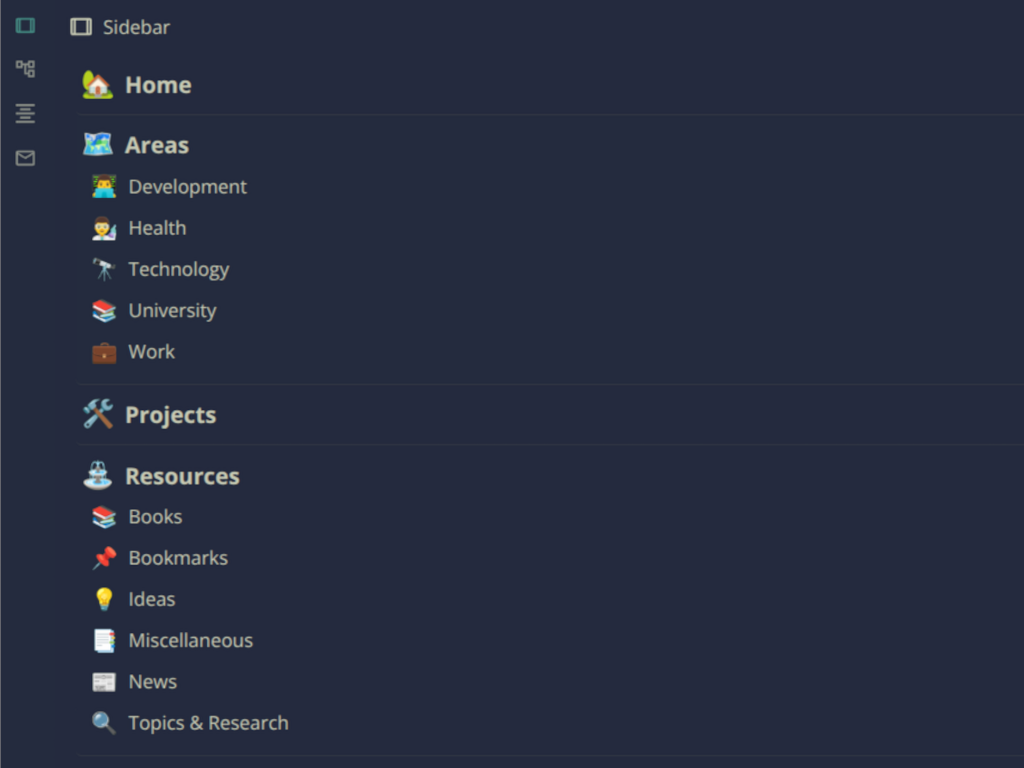 Sidebar
Home
Areas
Development
Health
Technology
University
Work
Projects
Resources
Books
Bookmarks
Ideas
Miscellaneous
News
Topics & Research